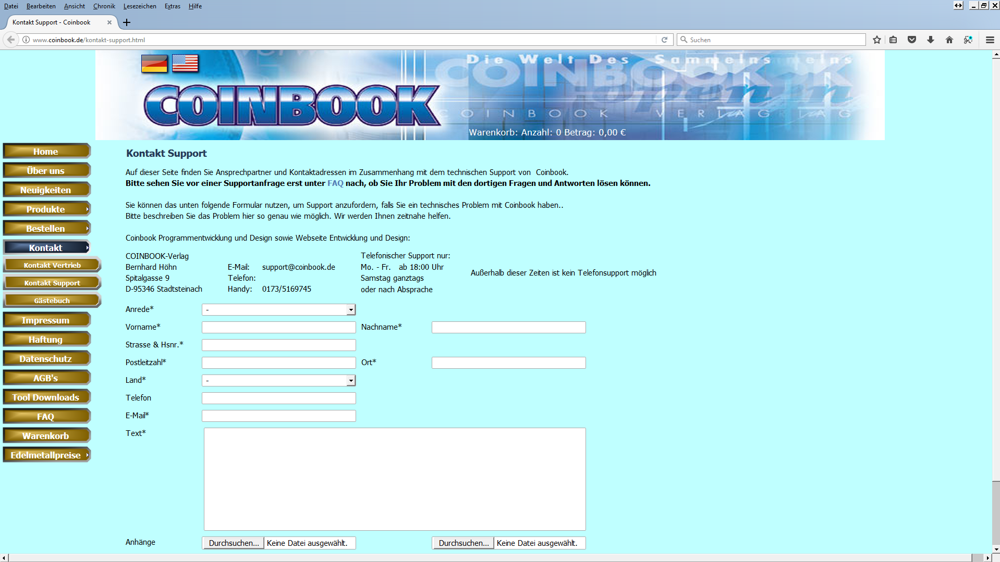 Datei Bearbeiten Ansicht Chronik Lesezeichen Extras Hilfe
Kontakt Support - Coinbook
www.coinbook.de/kontakt-support.html
Suchen
Die Welt Des Sammelns
COINBOOK
COINBOOK
open
COINBOOK VERLAG
Warenkorb: Anzahl: 0 Betrag: 0,00 €
Home
Über uns
Neuigkeiten
Produkte
Bestellen
Kontakt
Kontakt Vertrieb
Kontakt Support
Gästebuch
Impressum
Haftung
Datenschutz
AGB's
Tool Downloads
FAQ
Warenkorb
Edelmetallpreise
Kontakt Support
Auf dieser Seite finden Sie Ansprechpartner und Kontaktadressen im Zusammenhang mit dem technischen Support von Coinbook.
Bitte sehen Sie vor einer Supportanfrage erst unter FAQ nach, ob Sie Ihr Problem mit den dortigen Fragen und Antworten lösen können.
Sie können das unten folgende Formular nutzen, um Support anzufordern, falls Sie ein technisches Problem mit Coinbook haben..
Bitte beschreiben Sie das Problem hier so genau wie möglich. Wir werden Ihnen zeitnahe helfen.
Coinbook Programmentwicklung und Design sowie Webseite Entwicklung und Design:
COINBOOK-Verlag
Bernhard Höhn
Spitalgasse 9
D-95346 Stadtsteinach
E-Mail: support@coinbook.de
Telefon:
Handy: 0173/5169745
Telefonischer Support nur:
Mo. - Fr. ab 18:00 Uhr
Samstag ganztags
oder nach Absprache
Außerhalb dieser Zeiten ist kein Telefonsupport möglich
Anrede* -
Vorname* Nachname*
Strasse & Hsnr.*
Postleitzahl* Ort*
Land* -
Telefon
E-Mail*
Text*
Anhänge Durchsuchen... Keine Datei ausgewählt. Durchsuchen... Keine Datei ausgewählt.